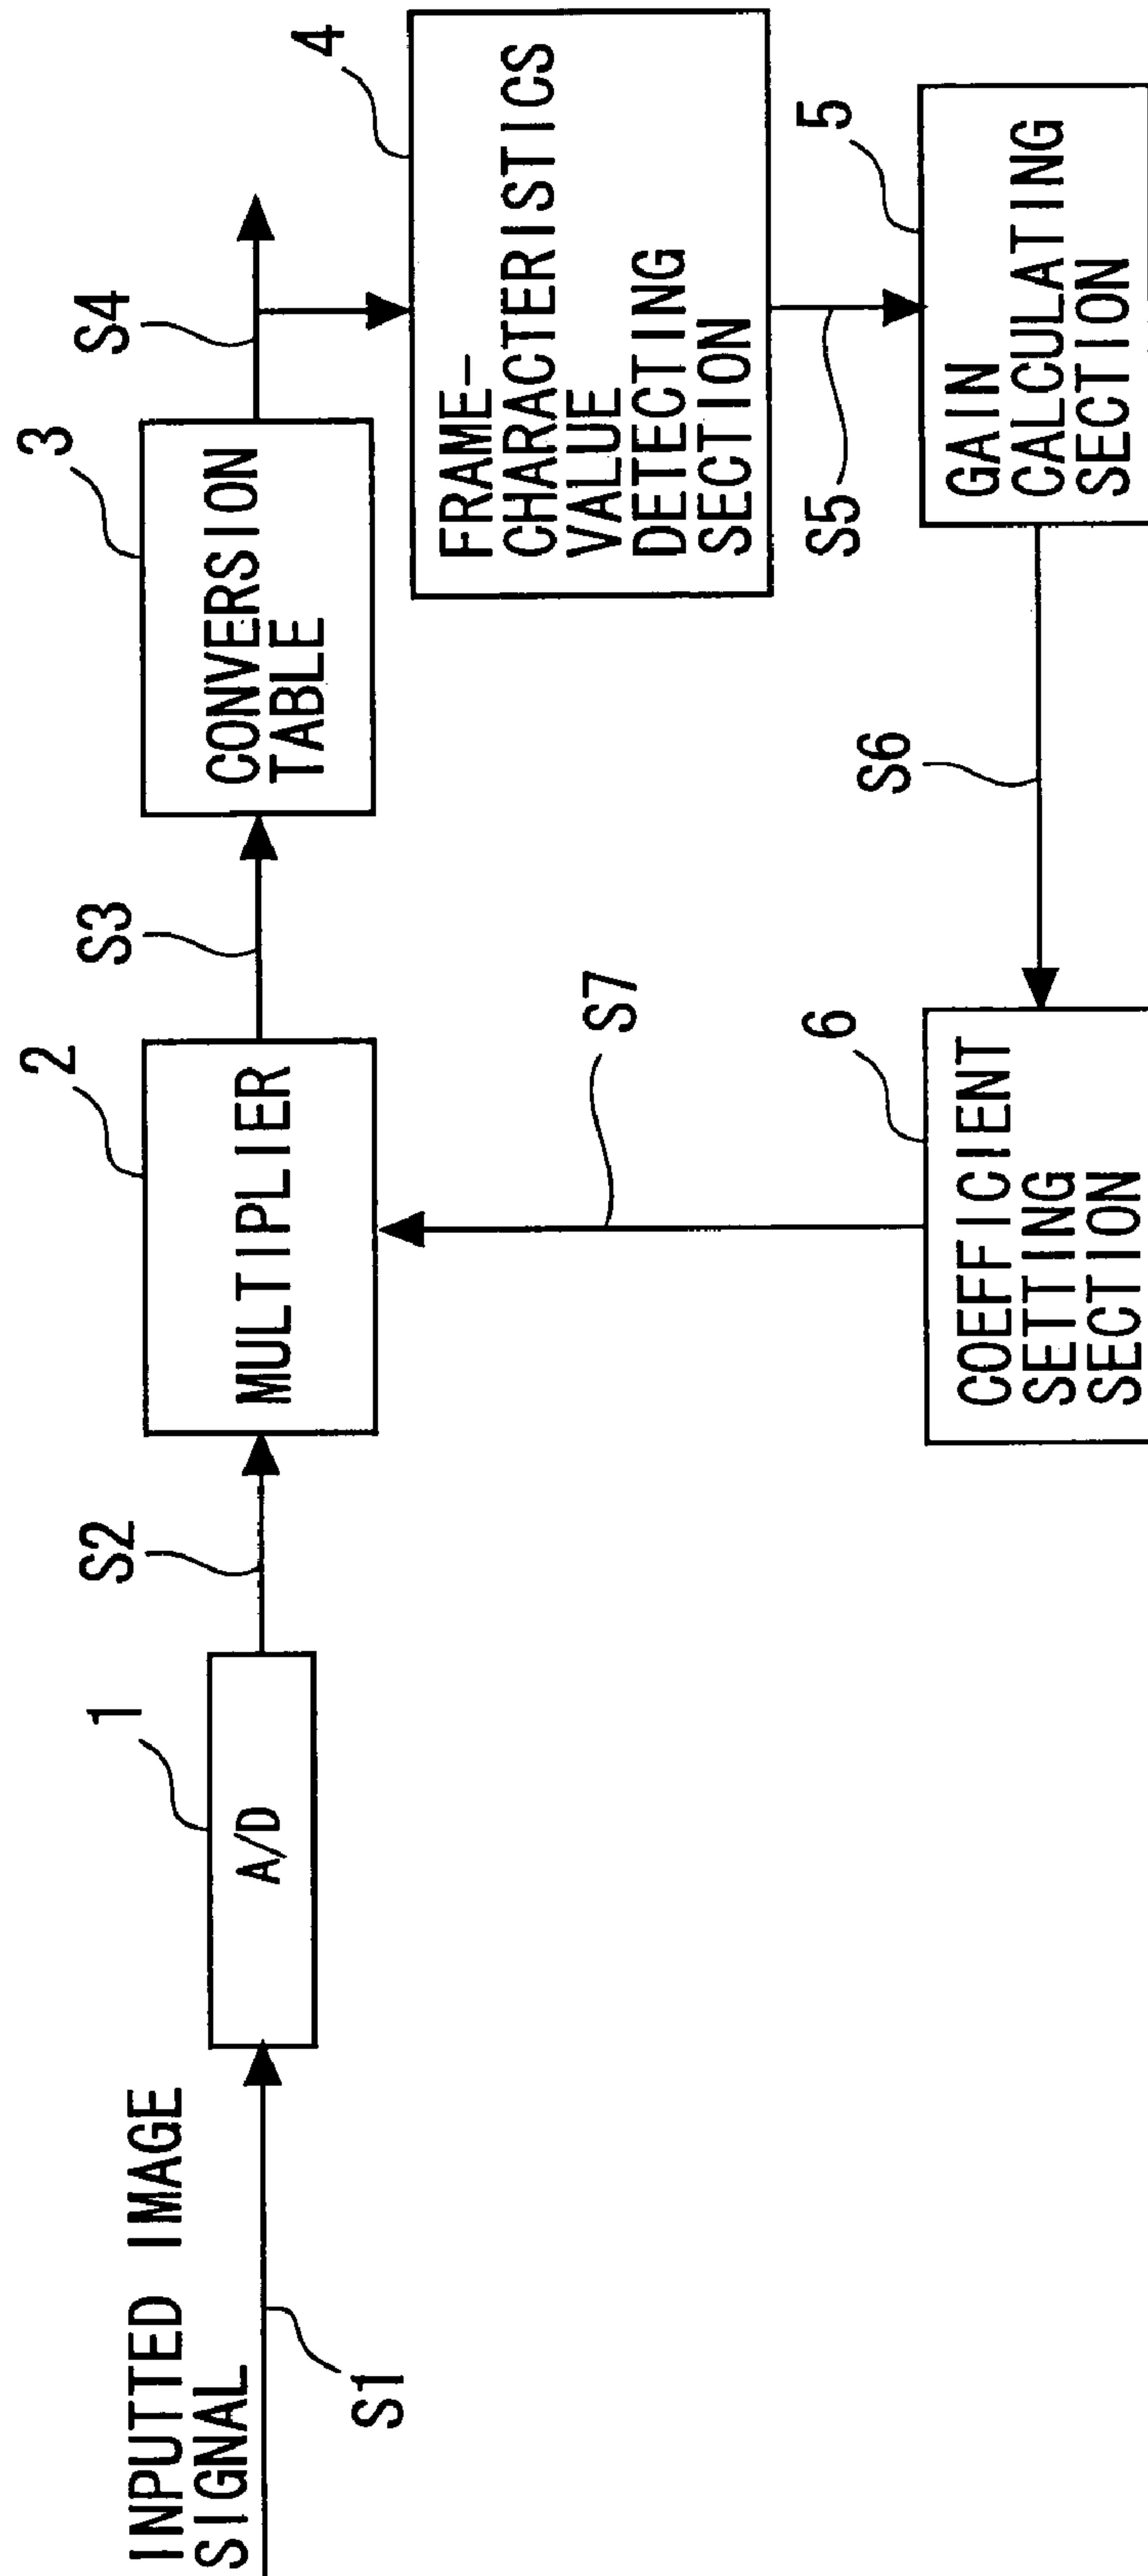 INPUTTED IMAGE
SIGNAL
S1
1
A/D
S2
2
MULTIPLIER
S3
3
CONVERSION
TABLE
S4
4
FRAME-
CHARACTERISTICS
VALUE
DETECTING
SECTION
S5
5
GAIN
CALCULATING
SECTION
S6
6
COEFFICIENT
SETTING
SECTION
S7